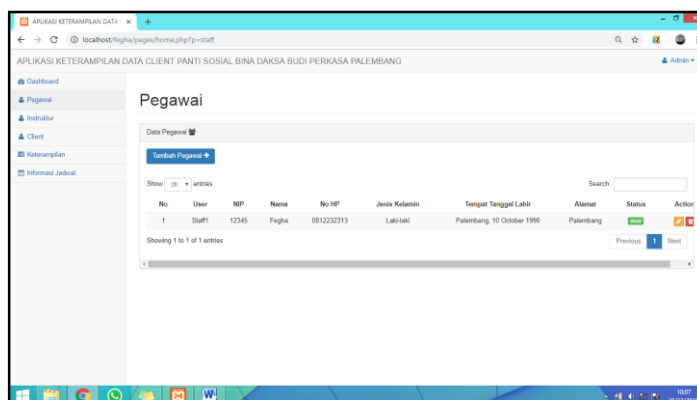 APLIKASI KETERAMPILAN DATA
localhost/fegha/pages/home.php?p=staff
APLIKASI KETERAMPILAN DATA CLIENT PANTI SOSIAL BINA DAKSA BUDI PERKASA PALEMBANG
Admin
Dashboard
Pegawai
Instruktur
Client
Keterampilan
Informasi Jadwal
Pegawai
Data Pegawai
Tambah Pegawai
Show 20 entries
Search
No User NIP Nama No HP Jenis Kelamin Tempat Tanggal Lahir Alamat Status Action
1 Staff1 12345 Fegha 0812232313 Laki-laki Palembang, 10 October 1990 Palembang
Showing 1 to 1 of 1 entries
Previous 1 Next
10:07